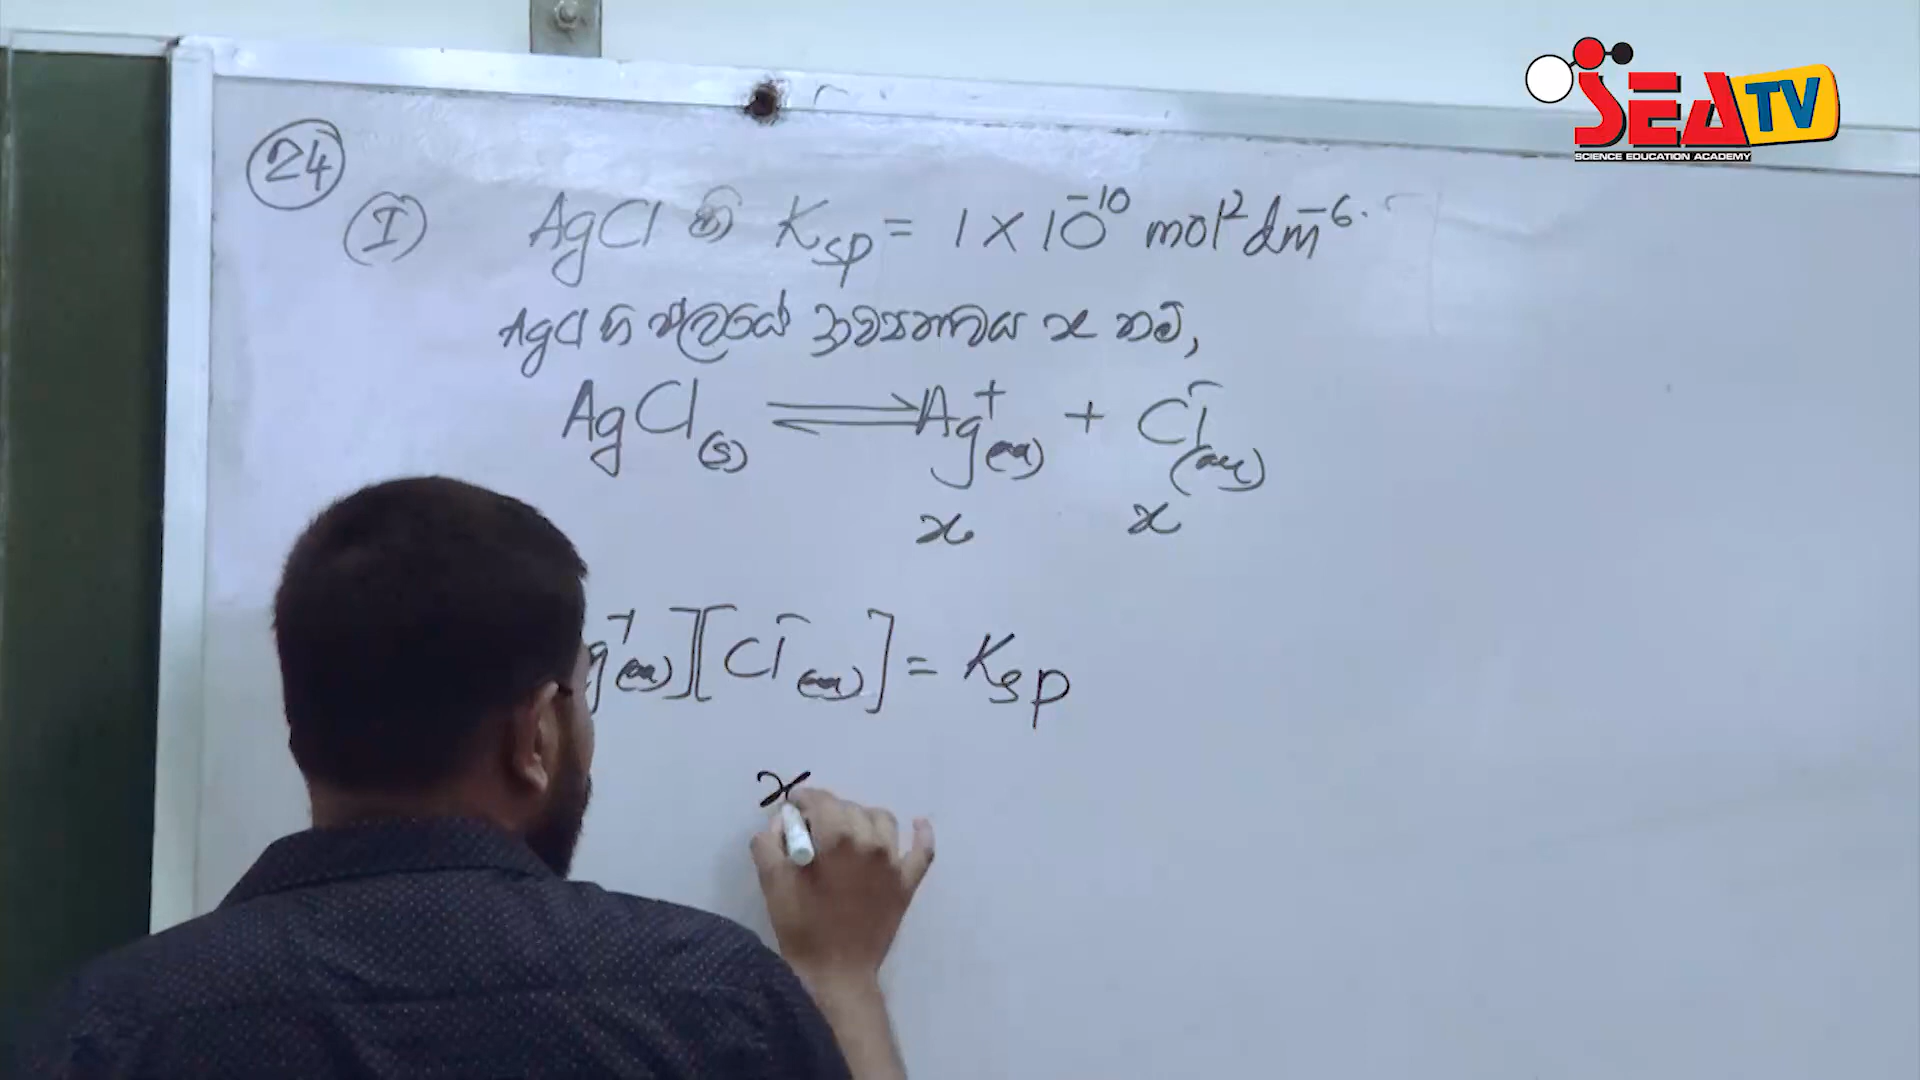 SEA TV
SCIENCE EDUCATION ACADEMY
24
(I) AgCl හි Ksp = 1 × 10⁻¹⁰ mol² dm⁻⁶.
AgCl හි ජලයේ ද්‍රාව්‍යතාවය x නම්,
AgCl(s) ⇌ Ag⁺(aq) + Cl⁻(aq)
x x
g⁺(aq)][Cl⁻(aq)] = Ksp
x